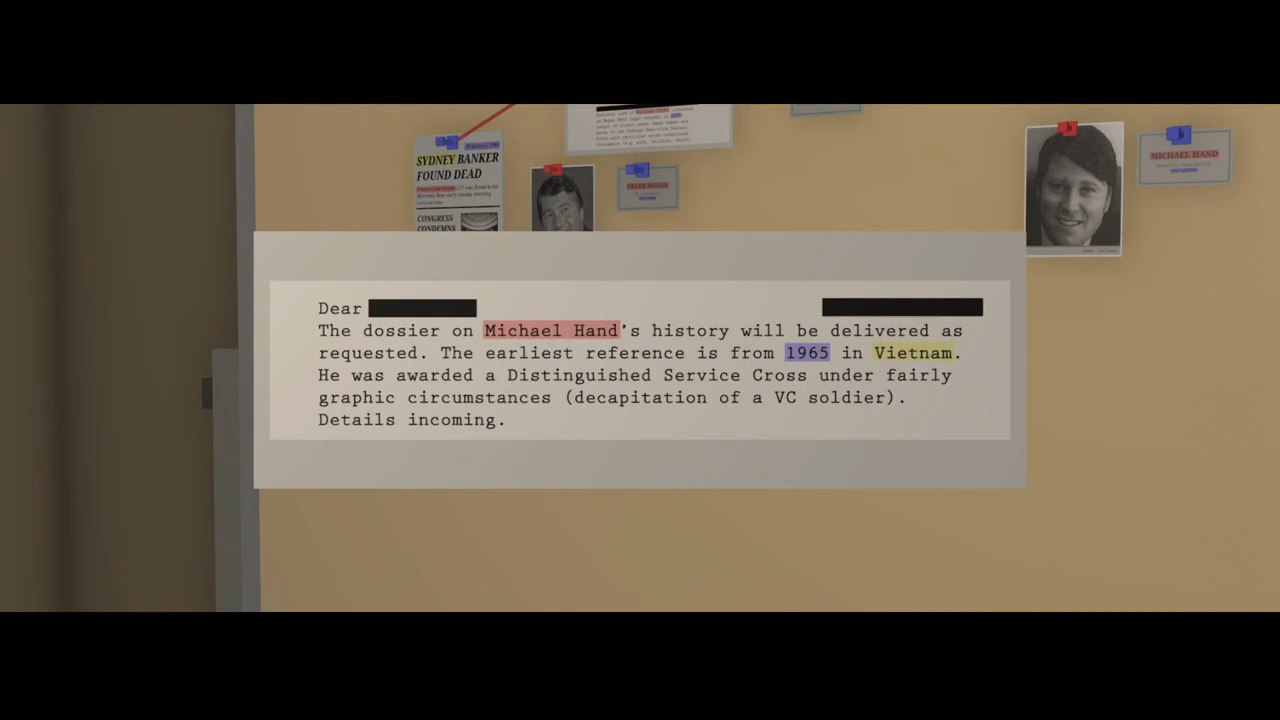 SYDNEY BANKER
FOUND DEAD
CONGRESS
CONDEMNS
FRANK NUGAN
MICHAEL HAND
Dear
The dossier on Michael Hand's history will be delivered as
requested. The earliest reference is from 1965 in Vietnam.
He was awarded a Distinguished Service Cross under fairly
graphic circumstances (decapitation of a VC soldier).
Details incoming.